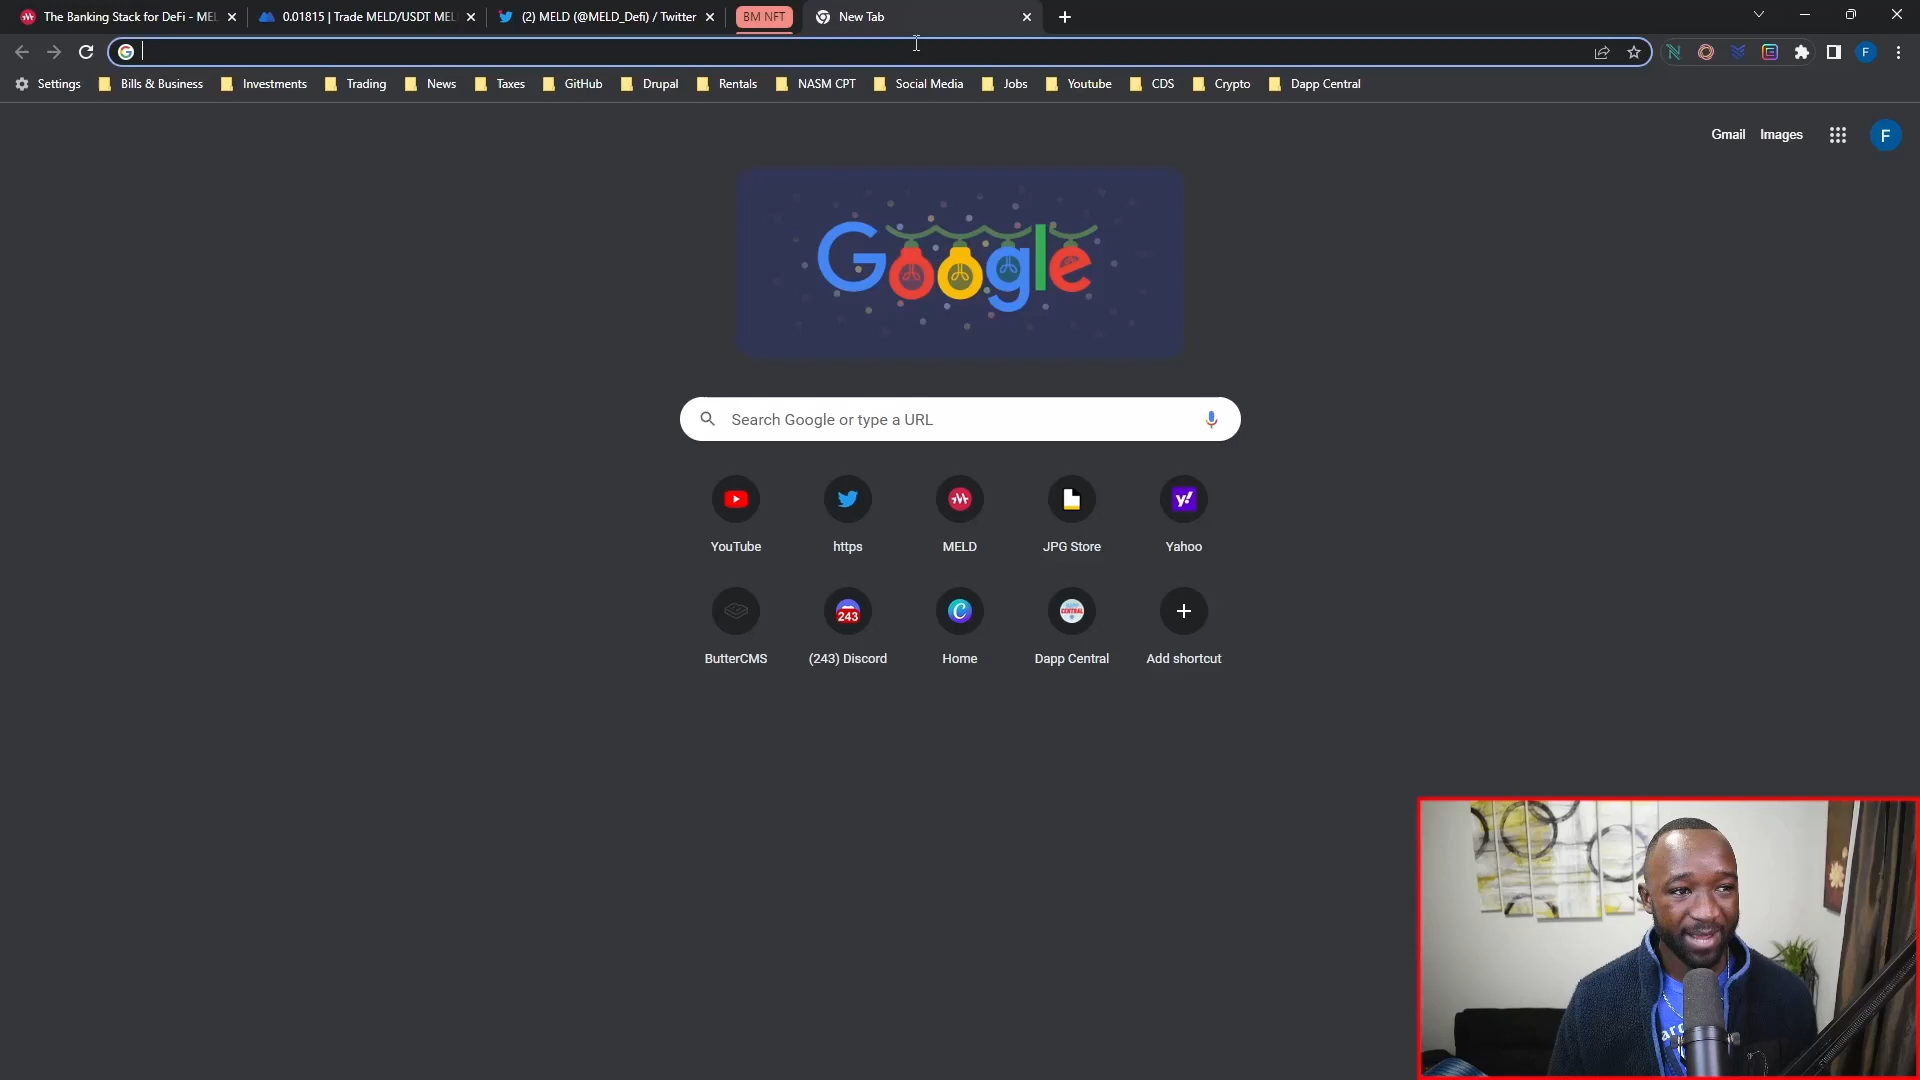 The Banking Stack for DeFi - MEL
0.01815 | Trade MELD/USDT MEL
(2) MELD (@MELD_Defi) / Twitter
BM NFT
New Tab
Settings
Bills & Business
Investments
Trading
News
Taxes
GitHub
Drupal
Rentals
NASM CPT
Social Media
Jobs
Youtube
CDS
Crypto
Dapp Central
Gmail
Images
F
F
Google
Search Google or type a URL
YouTube
https
MELD
JPG Store
y!
Yahoo
243
ButterCMS
(243) Discord
Home
Dapp Central
Add shortcut